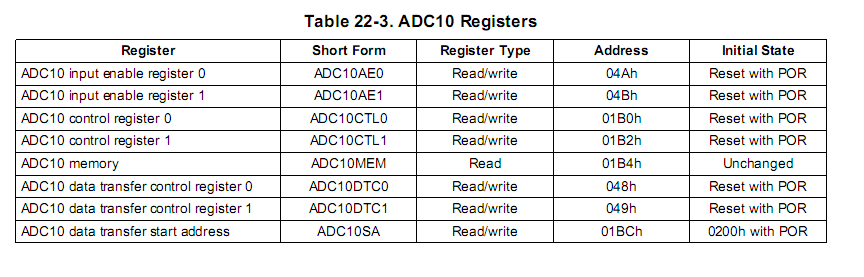 Table 22-3. ADC10 Registers
Register Short Form Register Type Address Initial State
ADC10 input enable register 0 ADC10AE0 Read/write 04Ah Reset with POR
ADC10 input enable register 1 ADC10AE1 Read/write 04Bh Reset with POR
ADC10 control register 0 ADC10CTL0 Read/write 01B0h Reset with POR
ADC10 control register 1 ADC10CTL1 Read/write 01B2h Reset with POR
ADC10 memory ADC10MEM Read 01B4h Unchanged
ADC10 data transfer control register 0 ADC10DTC0 Read/write 048h Reset with POR
ADC10 data transfer control register 1 ADC10DTC1 Read/write 049h Reset with POR
ADC10 data transfer start address ADC10SA Read/write 01BCh 0200h with POR